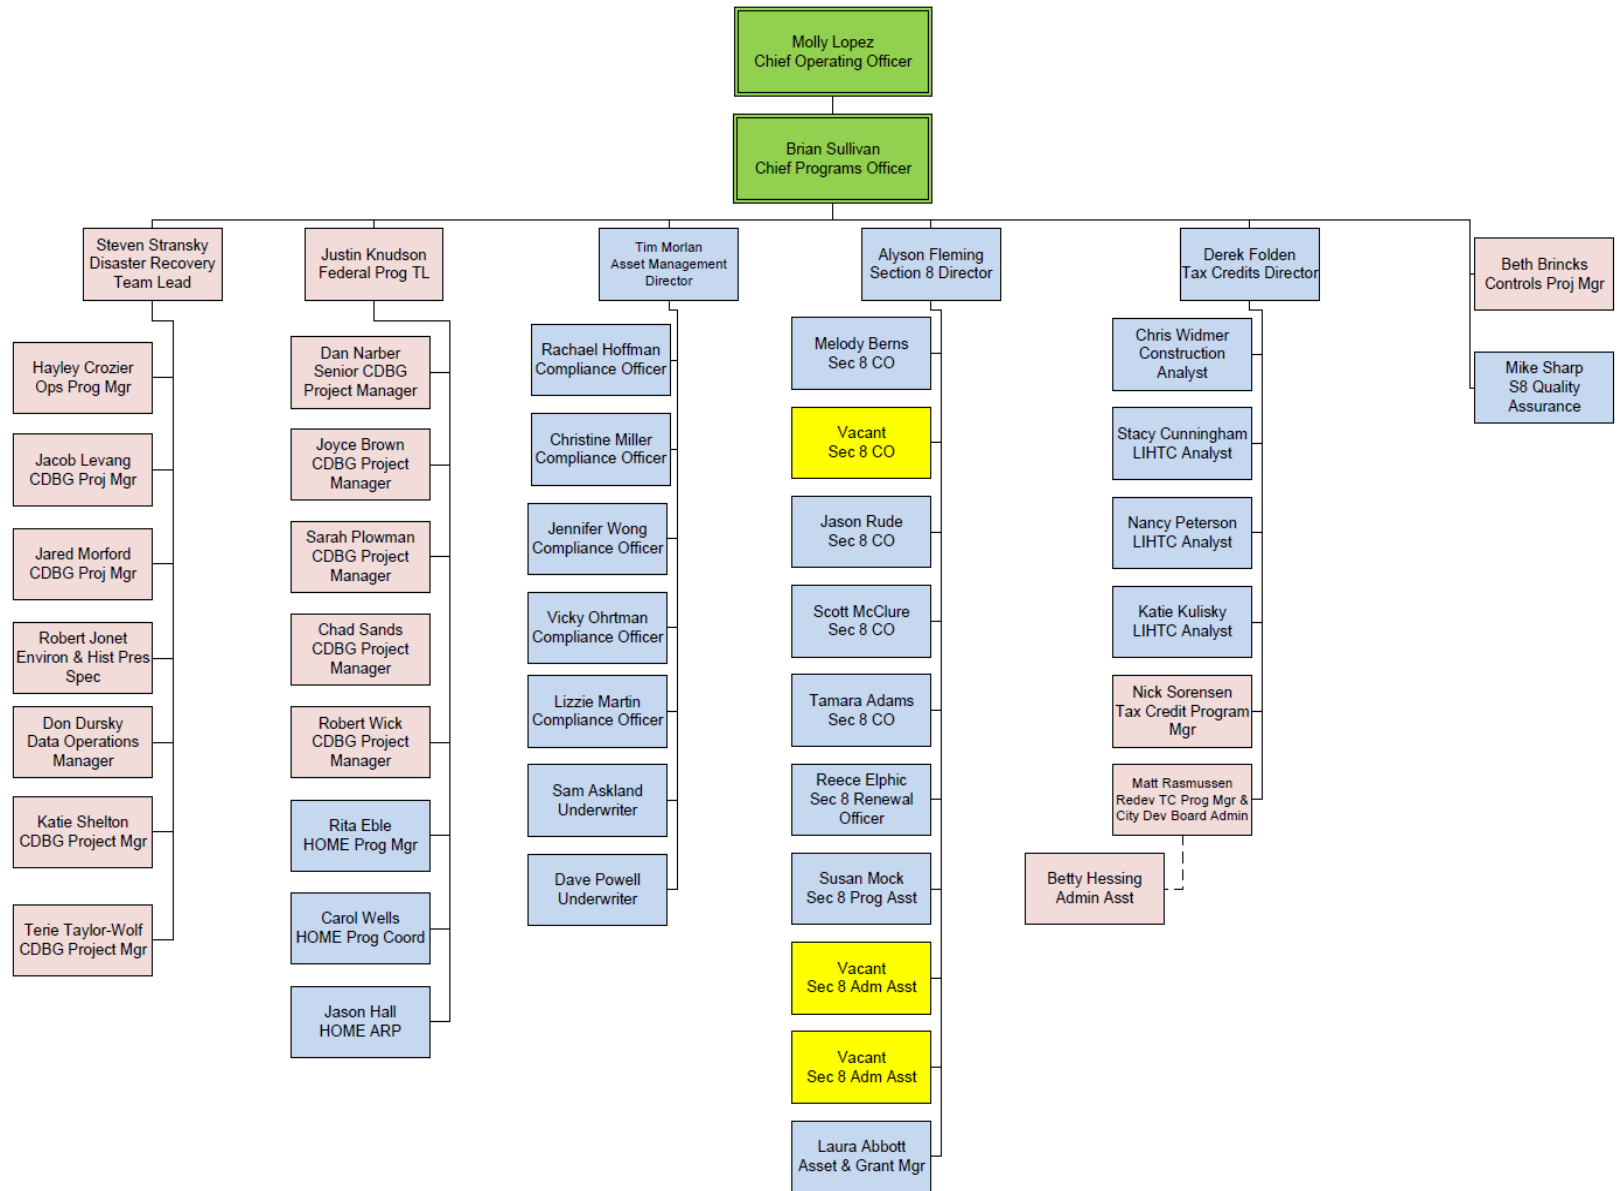 Molly Lopez
Chief Operating Officer
Brian Sullivan
Chief Programs Officer
Steven Stransky
Disaster Recovery
Team Lead
Hayley Crozier
Ops Prog Mgr
Jacob Levang
CDBG Proj Mgr
Jared Morford
CDBG Proj Mgr
Robert Jonet
Environ & Hist Pres
Spec
Don Dursky
Data Operations
Manager
Katie Shelton
CDBG Project Mgr
Terie Taylor-Wolf
CDBG Project Mgr
Justin Knudson
Federal Prog TL
Dan Narber
Senior CDBG
Project Manager
Joyce Brown
CDBG Project
Manager
Sarah Plowman
CDBG Project
Manager
Chad Sands
CDBG Project
Manager
Robert Wick
CDBG Project
Manager
Rita Eble
HOME Prog Mgr
Carol Wells
HOME Prog Coord
Jason Hall
HOME ARP
Tim Morlan
Asset Management
Director
Rachael Hoffman
Compliance Officer
Christine Miller
Compliance Officer
Jennifer Wong
Compliance Officer
Vicky Ohrtman
Compliance Officer
Lizzie Martin
Compliance Officer
Sam Askland
Underwriter
Dave Powell
Underwriter
Alyson Fleming
Section 8 Director
Melody Berns
Sec 8 CO
Vacant
Sec 8 CO
Jason Rude
Sec 8 CO
Scott McClure
Sec 8 CO
Tamara Adams
Sec 8 CO
Reece Elphic
Sec 8 Renewal
Officer
Susan Mock
Sec 8 Prog Asst
Vacant
Sec 8 Adm Asst
Vacant
Sec 8 Adm Asst
Laura Abbott
Asset & Grant Mgr
Derek Folden
Tax Credits Director
Chris Widmer
Construction
Analyst
Stacy Cunningham
LIHTC Analyst
Nancy Peterson
LIHTC Analyst
Katie Kulisky
LIHTC Analyst
Nick Sorensen
Tax Credit Program
Mgr
Matt Rasmussen
Redev TC Prog Mgr &
City Dev Board Admin
Betty Hessing
Admin Asst
Beth Brincks
Controls Proj Mgr
Mike Sharp
S8 Quality
Assurance